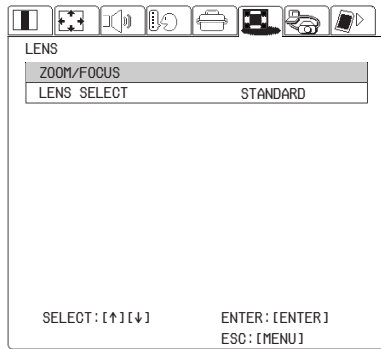 LENS
ZOOM/FOCUS
LENS SELECT STANDARD
SELECT:[↑][↓] ENTER:[ENTER]
ESC:[MENU]